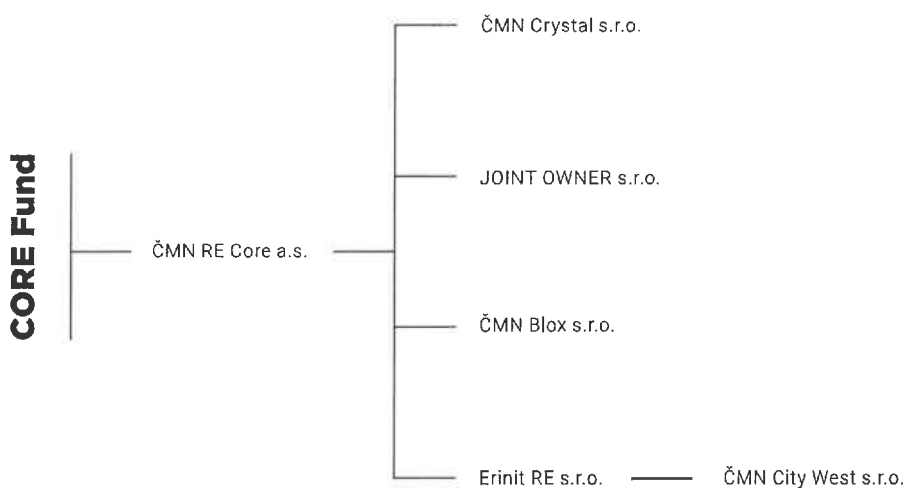 CORE Fund
ČMN RE Core a.s.
ČMN Crystal s.r.o.
JOINT OWNER s.r.o.
ČMN Blox s.r.o.
Erinit RE s.r.o.
ČMN City West s.r.o.